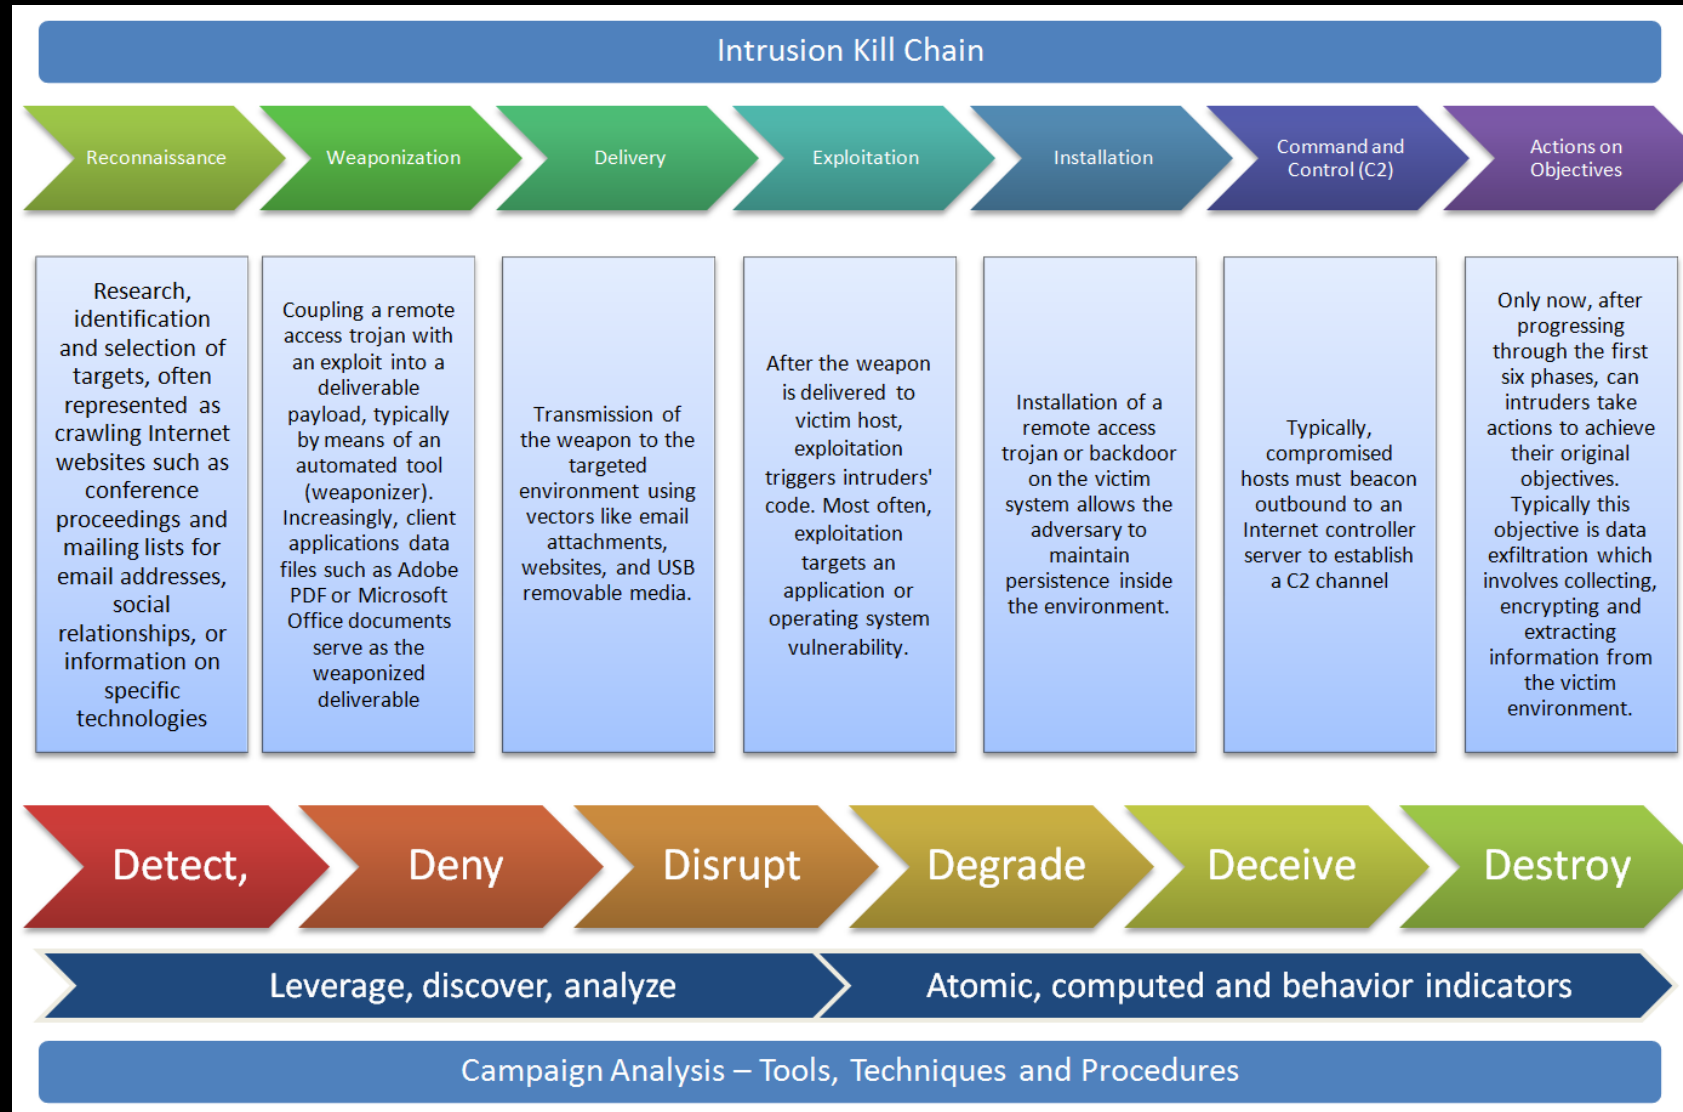 Intrusion Kill Chain
Reconnaissance
Weaponization
Delivery
Exploitation
Installation
Command and
Control (C2)
Actions on
Objectives
Research,
identification
and selection of
targets, often
represented as
crawling Internet
websites such as
conference
proceedings and
mailing lists for
email addresses,
social
relationships, or
information on
specific
technologies
Coupling a remote
access trojan with
an exploit into a
deliverable
payload, typically
by means of an
automated tool
(weaponizer).
Increasingly, client
applications data
files such as Adobe
PDF or Microsoft
Office documents
serve as the
weaponized
deliverable
Transmission of
the weapon to the
targeted
environment using
vectors like email
attachments,
websites, and USB
removable media.
After the weapon
is delivered to
victim host,
exploitation
triggers intruders'
code. Most often,
exploitation
targets an
application or
operating system
vulnerability.
Installation of a
remote access
trojan or backdoor
on the victim
system allows the
adversary to
maintain
persistence inside
the environment.
Typically,
compromised
hosts must beacon
outbound to an
Internet controller
server to establish
a C2 channel
Only now, after
progressing
through the first
six phases, can
intruders take
actions to achieve
their original
objectives.
Typically this
objective is data
exfiltration which
involves collecting,
encrypting and
extracting
information from
the victim
environment.
Detect,
Deny
Disrupt
Degrade
Deceive
Destroy
Leverage, discover, analyze
Atomic, computed and behavior indicators
Campaign Analysis – Tools, Techniques and Procedures